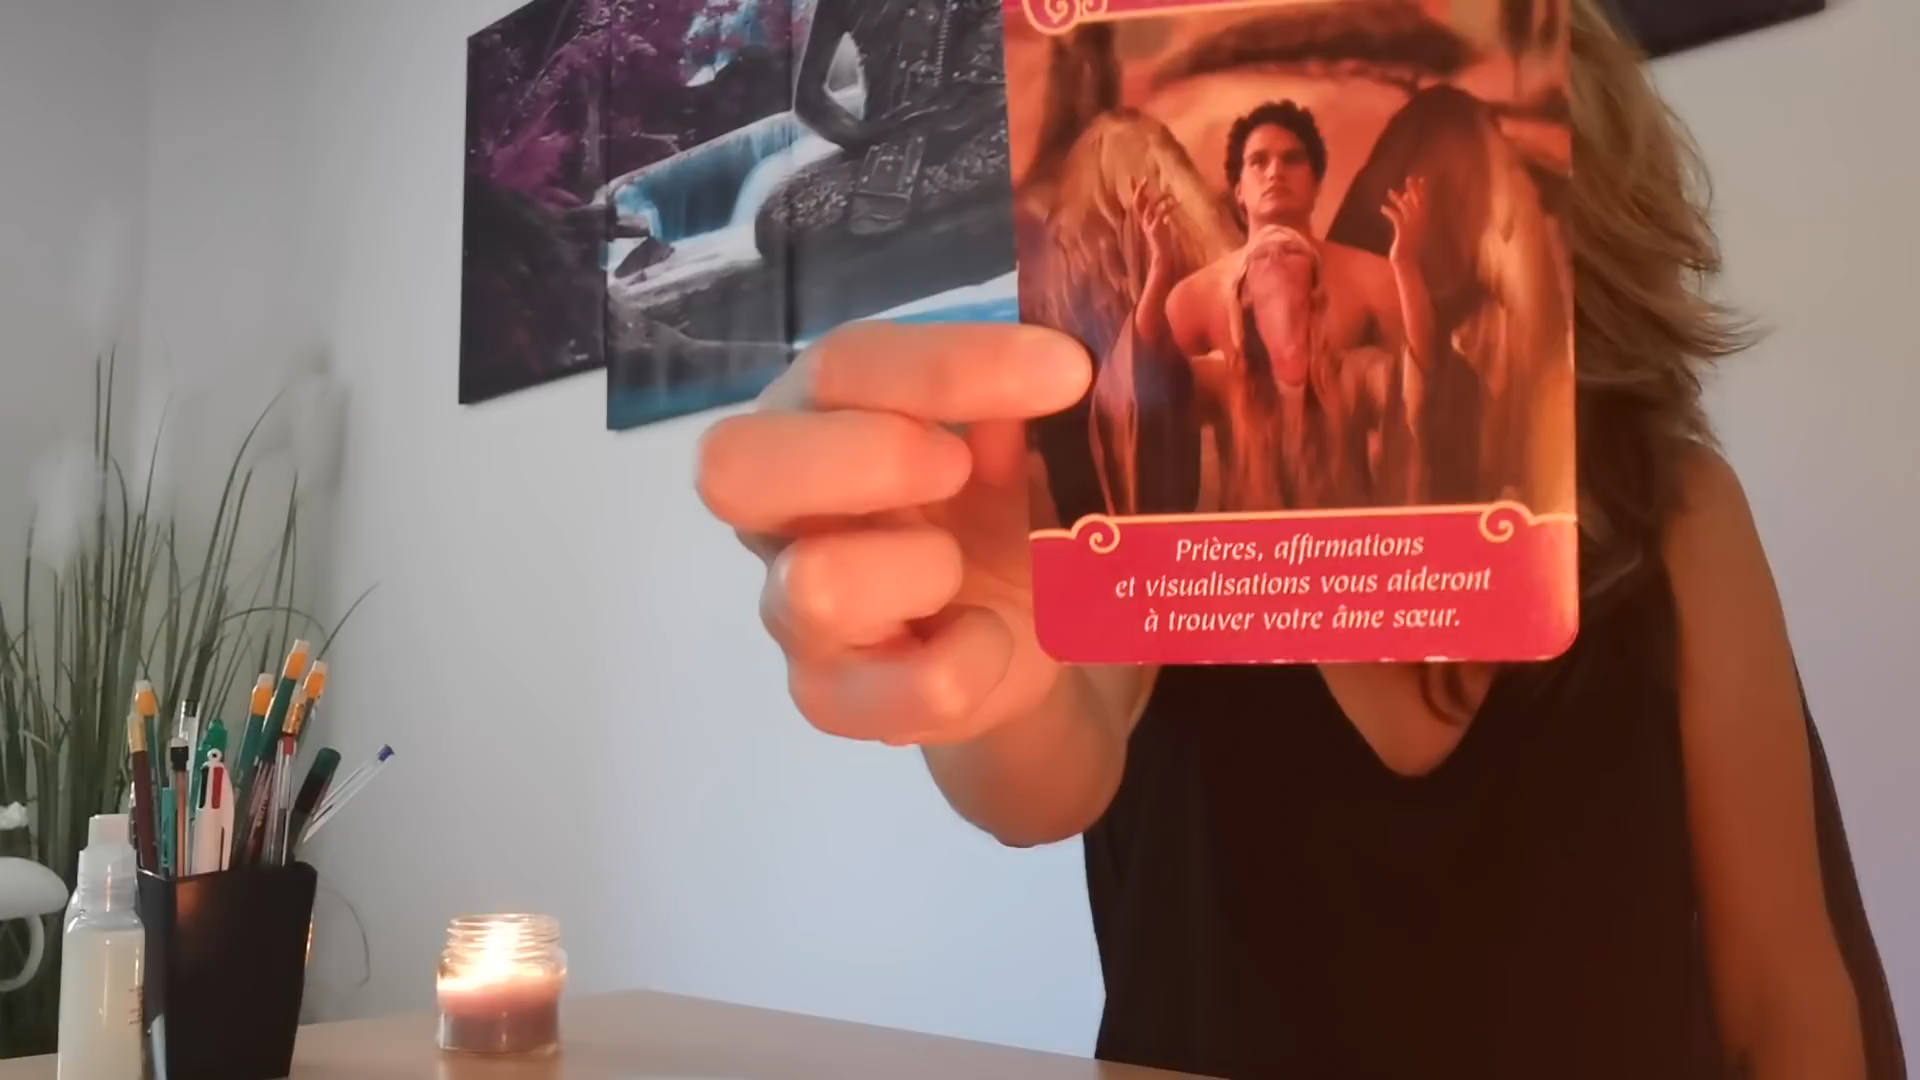 Prières, affirmations
et visualisations vous aideront
à trouver votre âme sœur.